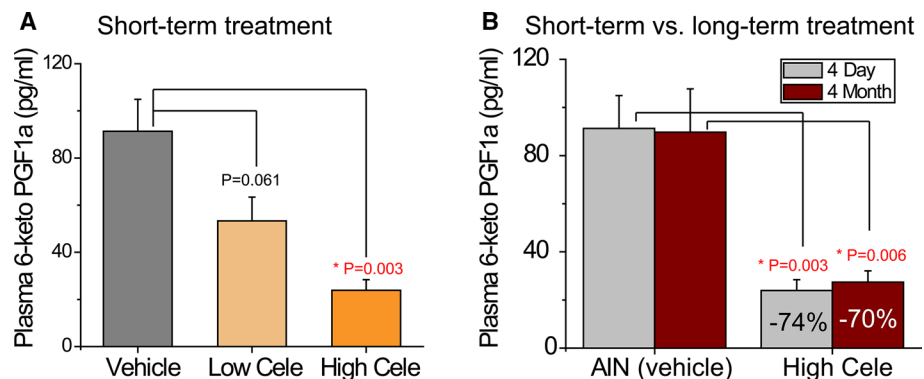 A Short-term treatment
Plasma 6-keto PGF1a (pg/ml)
120
80
40
0
P=0.061
* P=0.003
Vehicle Low Cele High Cele
B Short-term vs. long-term treatment
Plasma 6-keto PGF1a (pg/ml)
120
80
40
0
4 Day
4 Month
* P=0.003
* P=0.006
-74%
-70%
AIN (vehicle) High Cele